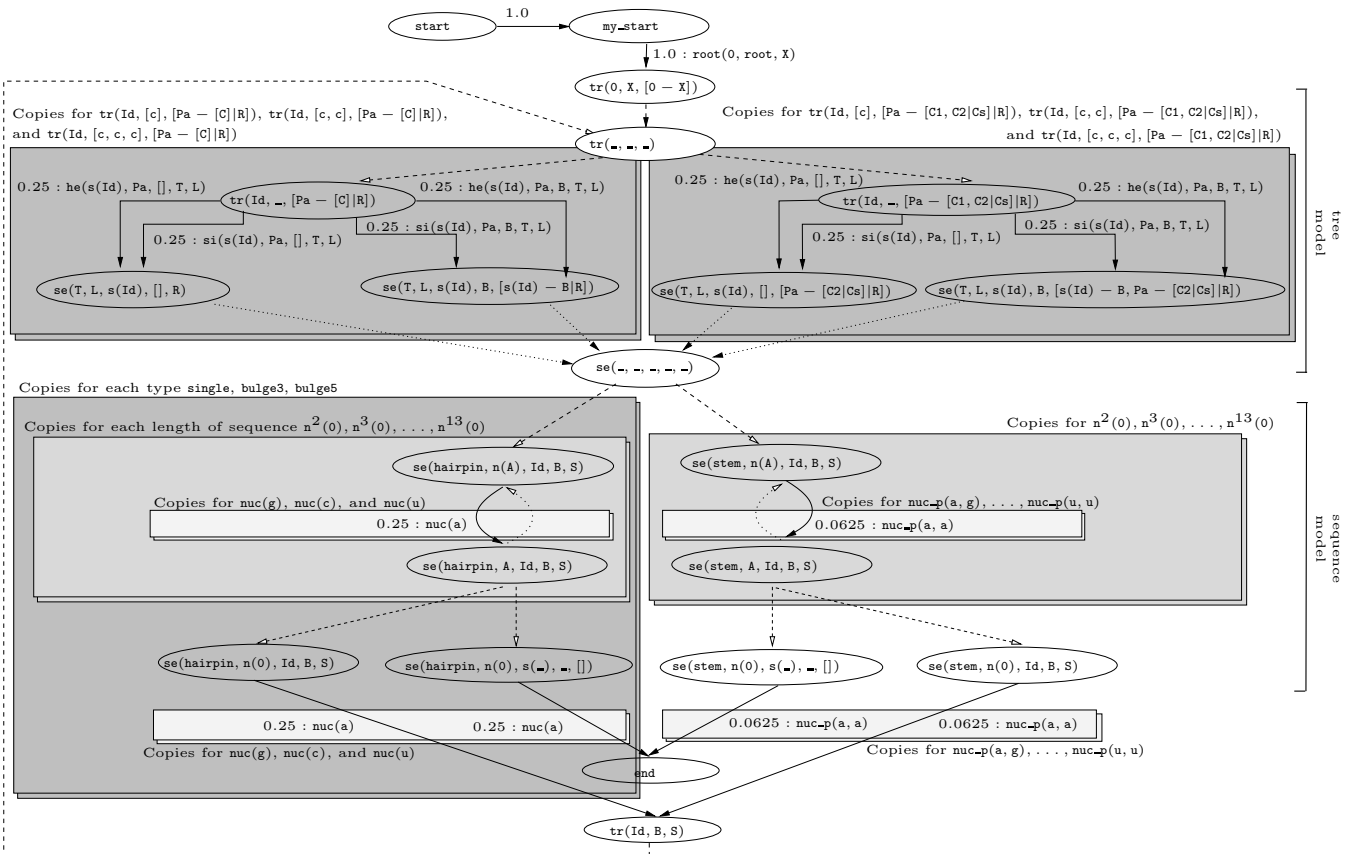 1.0
start
my_start
1.0 : root(0, root, X)
tr(0, X, [0 − X])
Copies for tr(Id, [c], [Pa − [C]|R]), tr(Id, [c, c], [Pa − [C]|R]),
and tr(Id, [c, c, c], [Pa − [C]|R])
Copies for tr(Id, [c], [Pa − [C1, C2|Cs]|R]), tr(Id, [c, c], [Pa − [C1, C2|Cs]|R]),
and tr(Id, [c, c, c], [Pa − [C1, C2|Cs]|R])
tr(_, _, _)
0.25 : he(s(Id), Pa, [], T, L)
0.25 : he(s(Id), Pa, B, T, L)
tr(Id, _, [Pa − [C]|R])
0.25 : si(s(Id), Pa, B, T, L)
0.25 : si(s(Id), Pa, [], T, L)
se(T, L, s(Id), [], R)
se(T, L, s(Id), B, [s(Id) − B|R])
0.25 : he(s(Id), Pa, [], T, L)
0.25 : he(s(Id), Pa, B, T, L)
tr(Id, _, [Pa − [C1, C2|Cs]|R])
0.25 : si(s(Id), Pa, B, T, L)
0.25 : si(s(Id), Pa, [], T, L)
se(T, L, s(Id), [], [Pa − [C2|Cs]|R])
se(T, L, s(Id), B, [s(Id) − B, Pa − [C2|Cs]|R])
tree
model
se(_, _, _, _, _)
Copies for each type single, bulge3, bulge5
Copies for each length of sequence n²(0), n³(0), . . . , n¹³(0)
Copies for n²(0), n³(0), . . . , n¹³(0)
se(hairpin, n(A), Id, B, S)
se(stem, n(A), Id, B, S)
Copies for nuc(g), nuc(c), and nuc(u)
Copies for nuc_p(a, g), . . . , nuc_p(u, u)
0.25 : nuc(a)
0.0625 : nuc_p(a, a)
se(hairpin, A, Id, B, S)
se(stem, A, Id, B, S)
sequence
model
se(hairpin, n(0), Id, B, S)
se(hairpin, n(0), s(_), _, [])
se(stem, n(0), s(_), _, [])
se(stem, n(0), Id, B, S)
0.25 : nuc(a)
0.25 : nuc(a)
0.0625 : nuc_p(a, a)
0.0625 : nuc_p(a, a)
Copies for nuc(g), nuc(c), and nuc(u)
Copies for nuc_p(a, g), . . . , nuc_p(u, u)
end
tr(Id, B, S)